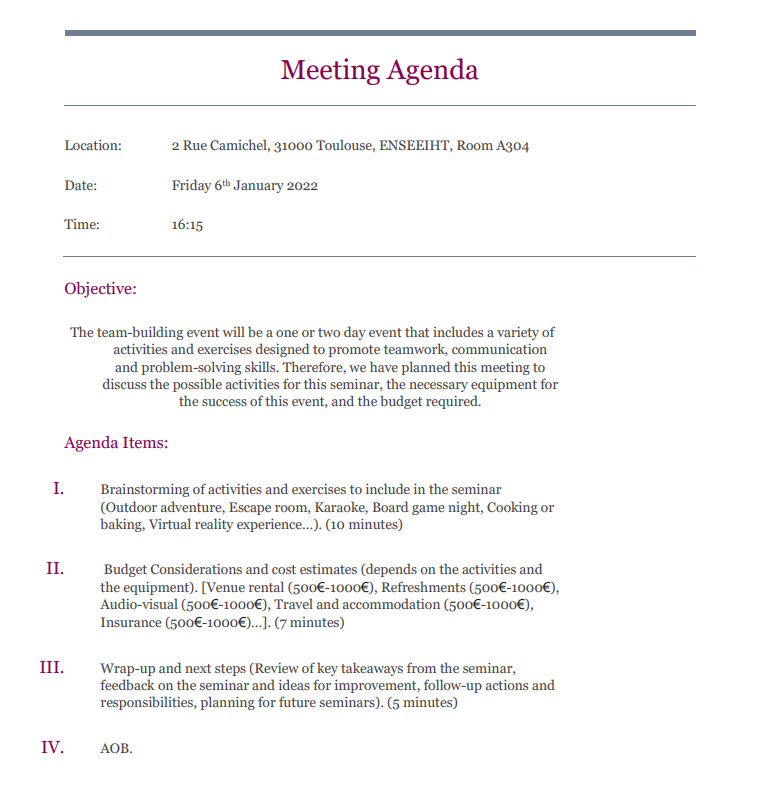 Meeting Agenda
Location: 2 Rue Camichel, 31000 Toulouse, ENSEEIHT, Room A304
Date: Friday 6th January 2022
Time: 16:15
Objective:
The team-building event will be a one or two day event that includes a variety of
activities and exercises designed to promote teamwork, communication
and problem-solving skills. Therefore, we have planned this meeting to
discuss the possible activities for this seminar, the necessary equipment for
the success of this event, and the budget required.
Agenda Items:
I. Brainstorming of activities and exercises to include in the seminar
(Outdoor adventure, Escape room, Karaoke, Board game night, Cooking or
baking, Virtual reality experience...). (10 minutes)
II. Budget Considerations and cost estimates (depends on the activities and
the equipment). [Venue rental (500€-1000€), Refreshments (500€-1000€),
Audio-visual (500€-1000€), Travel and accommodation (500€-1000€),
Insurance (500€-1000€)...]. (7 minutes)
III. Wrap-up and next steps (Review of key takeaways from the seminar,
feedback on the seminar and ideas for improvement, follow-up actions and
responsibilities, planning for future seminars). (5 minutes)
IV. AOB.